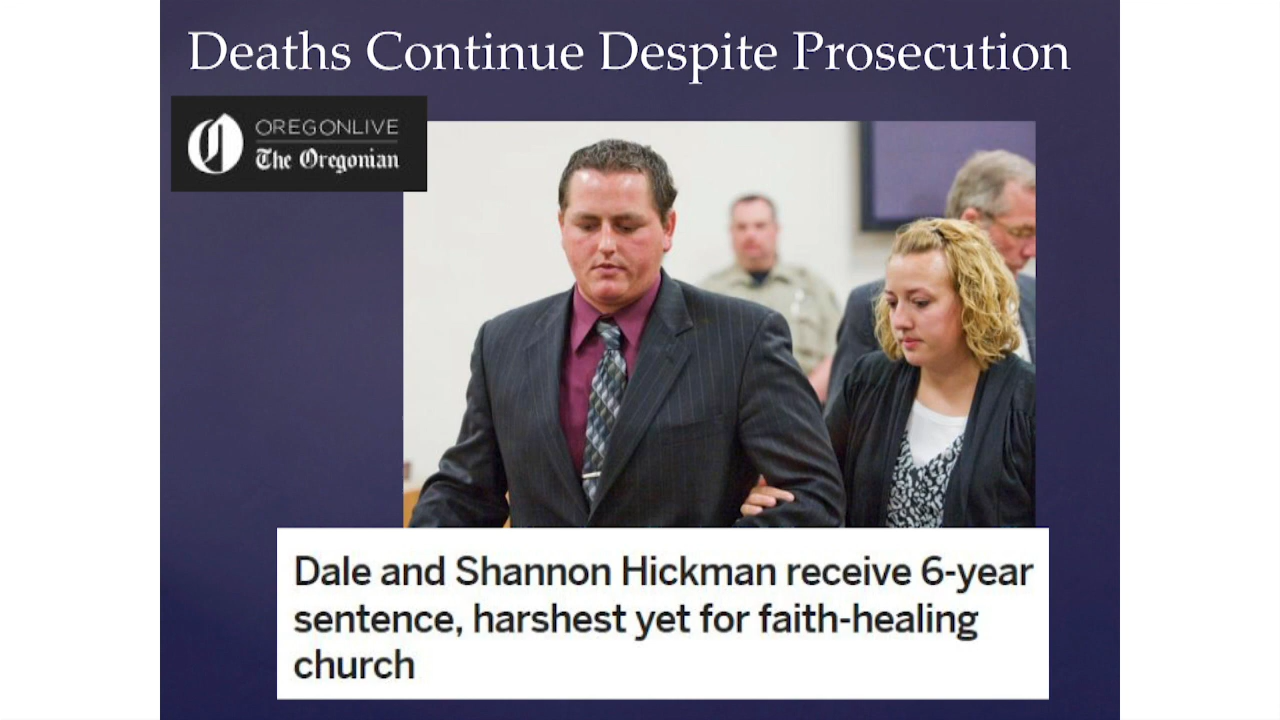 Deaths Continue Despite Prosecution
OREGONLIVE
The Oregonian
Dale and Shannon Hickman receive 6-year
sentence, harshest yet for faith-healing
church